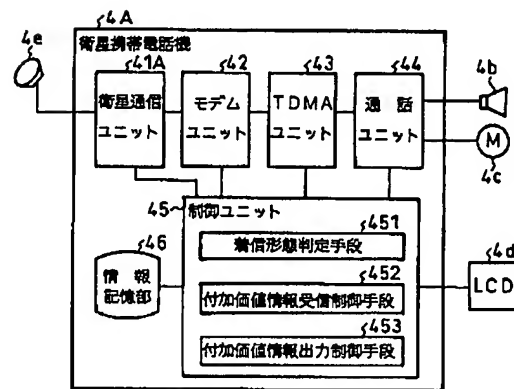 4A
衛星携帯電話機
4e
41A
衛星通信
ユニット
42
モデム
ユニット
43
TDMA
ユニット
44
通話
ユニット
4b
M
4c
45
制御ユニット
451
着信形態判定手段
452
付加価値情報受信制御手段
453
付加価値情報出力制御手段
46
情報
記憶部
4d
LCD